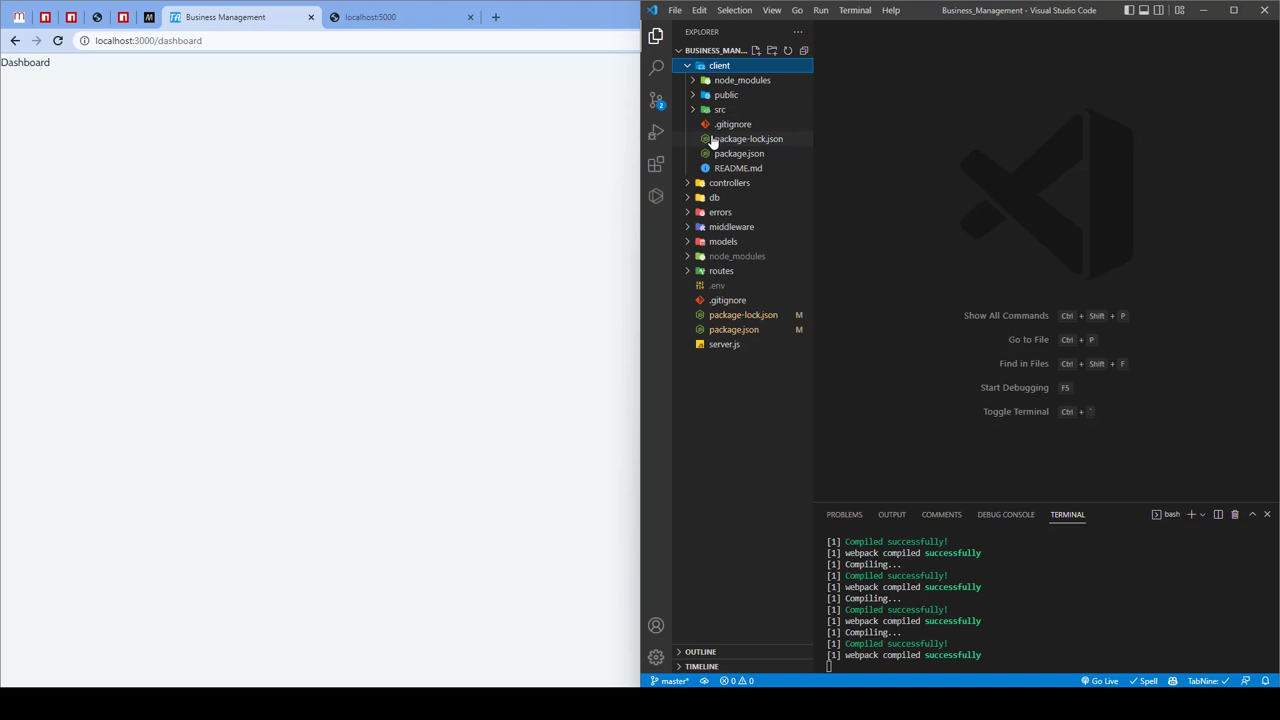 Business Management
localhost:5000
localhost:3000/dashboard
Dashboard
File Edit Selection View Go Run Terminal Help
Business_Management - Visual Studio Code
EXPLORER
BUSINESS_MAN...
client
node_modules
public
src
.gitignore
package-lock.json
package.json
README.md
controllers
db
errors
middleware
models
node_modules
routes
.env
.gitignore
package-lock.json M
package.json M
server.js
OUTLINE
TIMELINE
2
Show All Commands Ctrl + Shift + P
Go to File Ctrl + P
Find in Files Ctrl + Shift + F
Start Debugging F5
Toggle Terminal Ctrl + `
PROBLEMS OUTPUT COMMENTS DEBUG CONSOLE TERMINAL
bash
[1] Compiled successfully!
[1] webpack compiled successfully
[1] Compiling...
[1] Compiled successfully!
[1] webpack compiled successfully
[1] Compiling...
[1] Compiled successfully!
[1] webpack compiled successfully
[1] Compiling...
[1] Compiled successfully!
[1] webpack compiled successfully
master* 0 0
Go Live Spell TabNine: